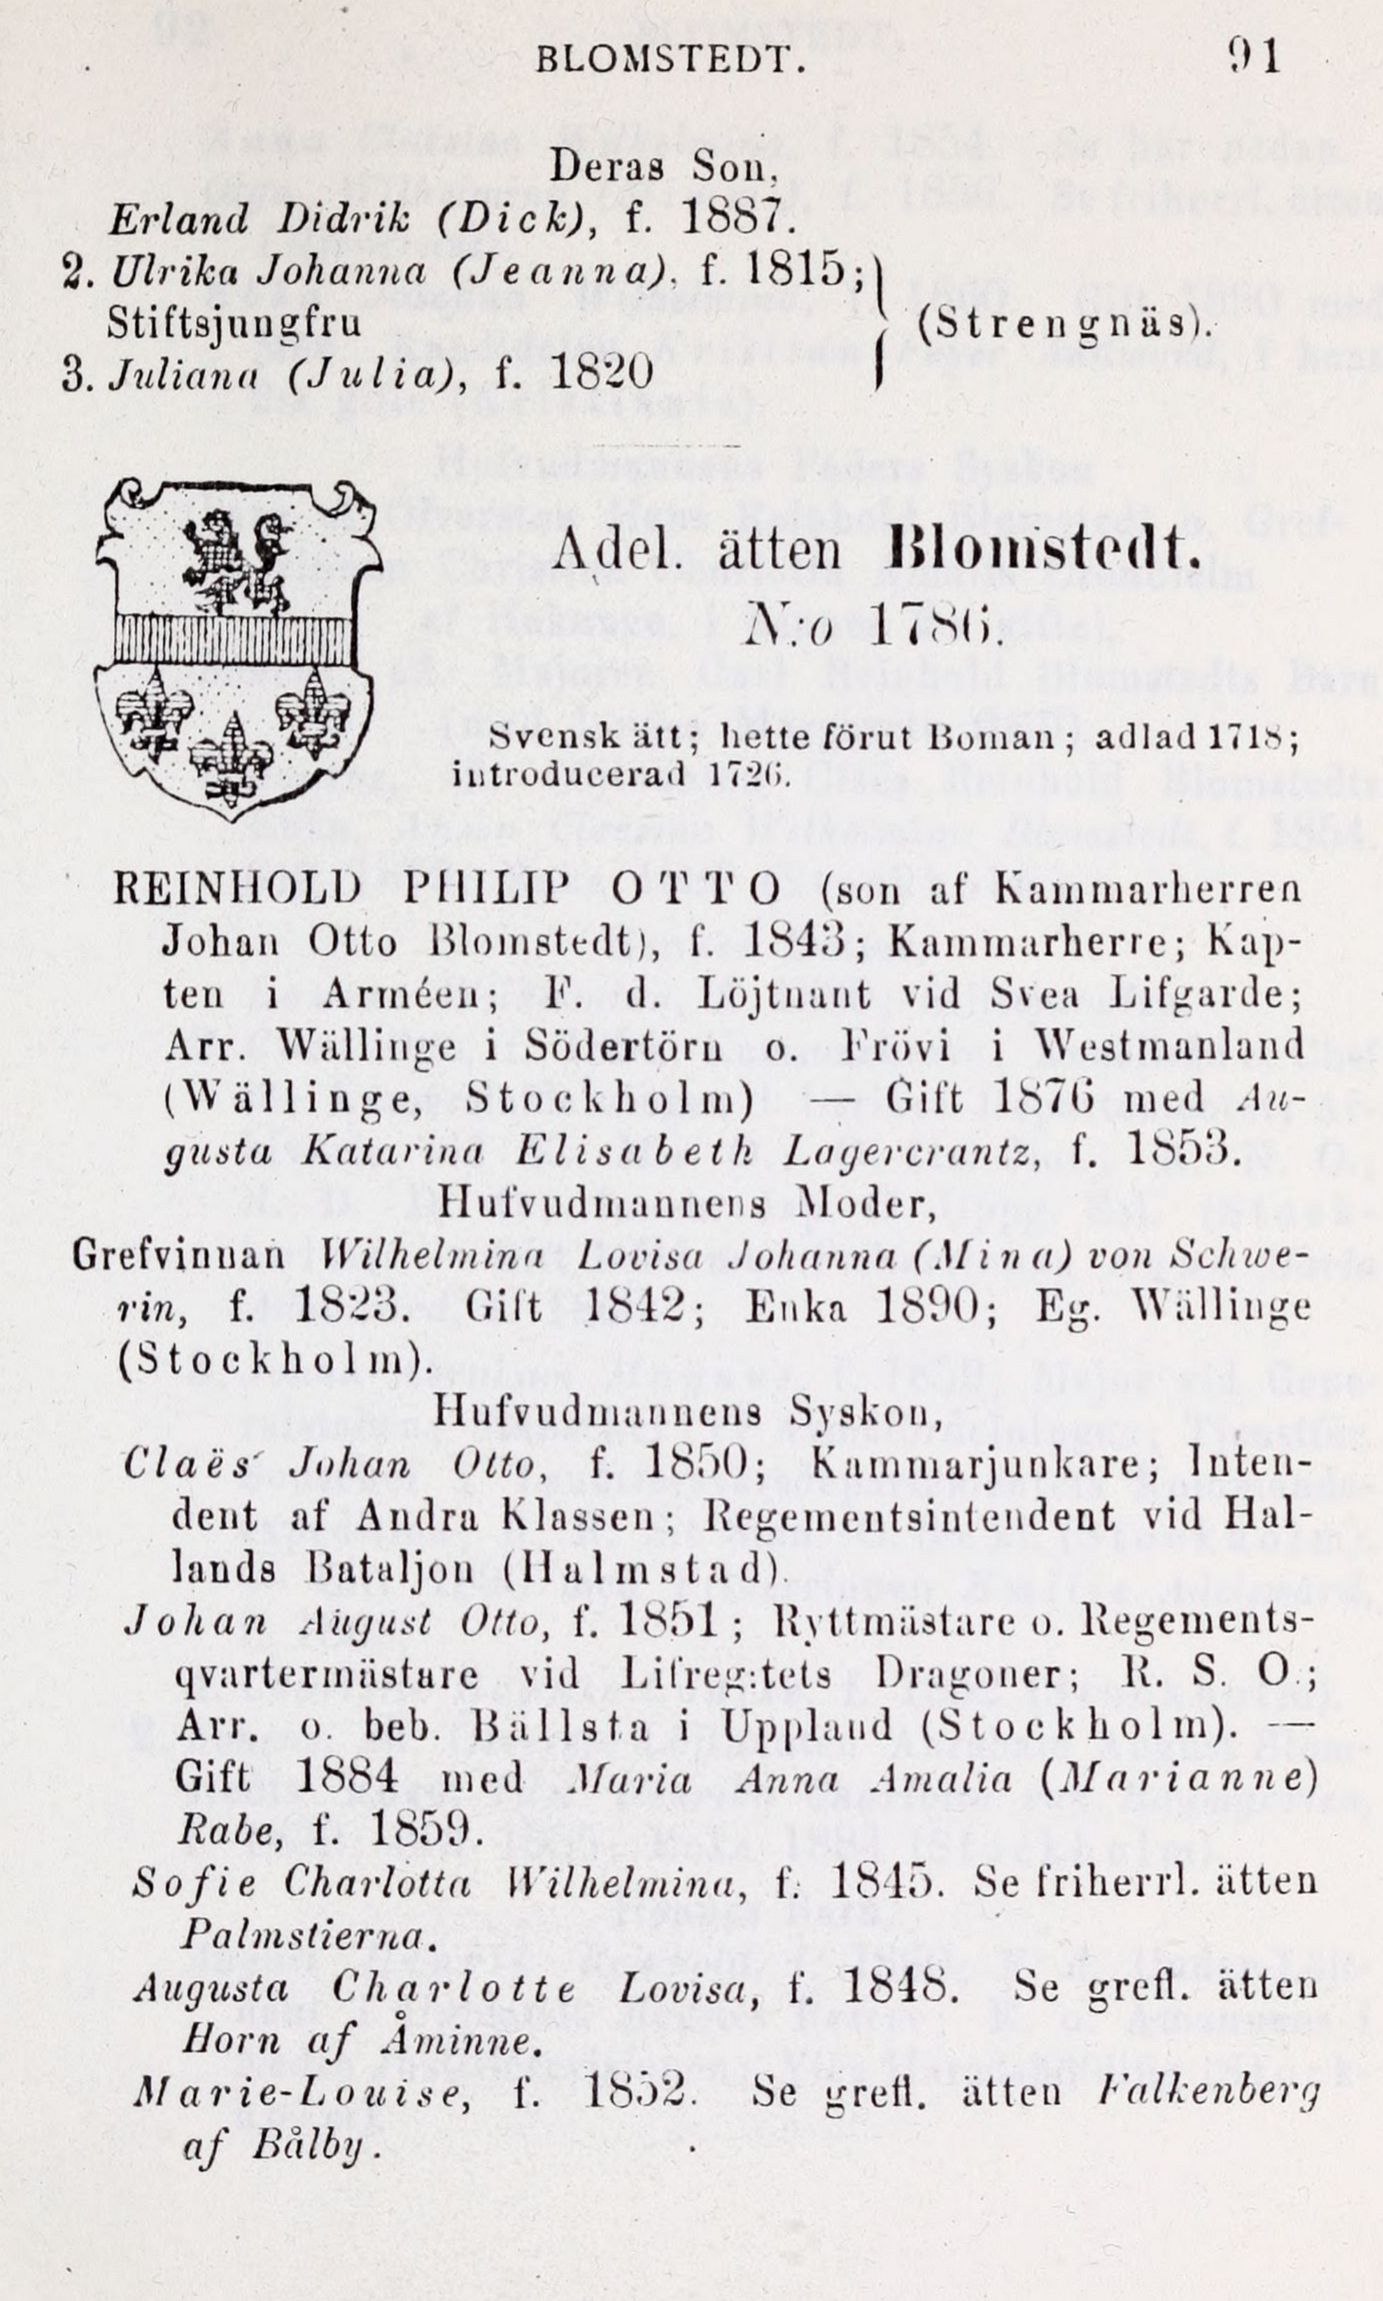 BLOMSTEDT. 91
Deras Son,
Erland Didrik (Dick), f. 1887.
2. Ulrika Johanna (Jeanna), f. 1815;
Stiftsjungfru
(Strengnäs).
3. Juliana (Julia), f. 1820
Adel. ätten Blomstedt.
N:o 1786.
Svensk ätt; hette förut Boman; adlad 1718;
introducerad 1726.
REINHOLD PHILIP OTTO (son af Kammarherren
Johan Otto Blomstedt), f. 1843; Kammarherre; Kap-
ten i Arméen; F. d. Löjtnant vid Svea Lifgarde;
Arr. Wällinge i Södertörn o. Frövi i Westmanland
(Wällinge, Stockholm) — Gift 1876 med Au-
gusta Katarina Elisabeth Lagercrantz, f. 1853.
Hufvudmannens Moder,
Grefvinnan Wilhelmina Lovisa Johanna (Mina) von Schwe-
rin, f. 1823. Gift 1842; Enka 1890; Eg. Wällinge
(Stockholm).
Hufvudmannens Syskon,
Claës Johan Otto, f. 1850; Kammarjunkare; Inten-
dent af Andra Klassen; Regementsintendent vid Hal-
lands Bataljon (Halmstad).
Johan August Otto, f. 1851; Ryttmästare o. Regements-
qvartermästare vid Lifreg:tets Dragoner; R. S. O.;
Arr. o. beb. Bällsta i Uppland (Stockholm). —
Gift 1884 med Maria Anna Amalia (Marianne)
Rabe, f. 1859.
Sofie Charlotta Wilhelmina, f. 1845. Se friherrl. ätten
Palmstierna.
Augusta Charlotte Lovisa, f. 1848. Se grefl. ätten
Horn af Åminne.
Marie-Louise, f. 1852. Se grefl. ätten Falkenberg
af Bålby.